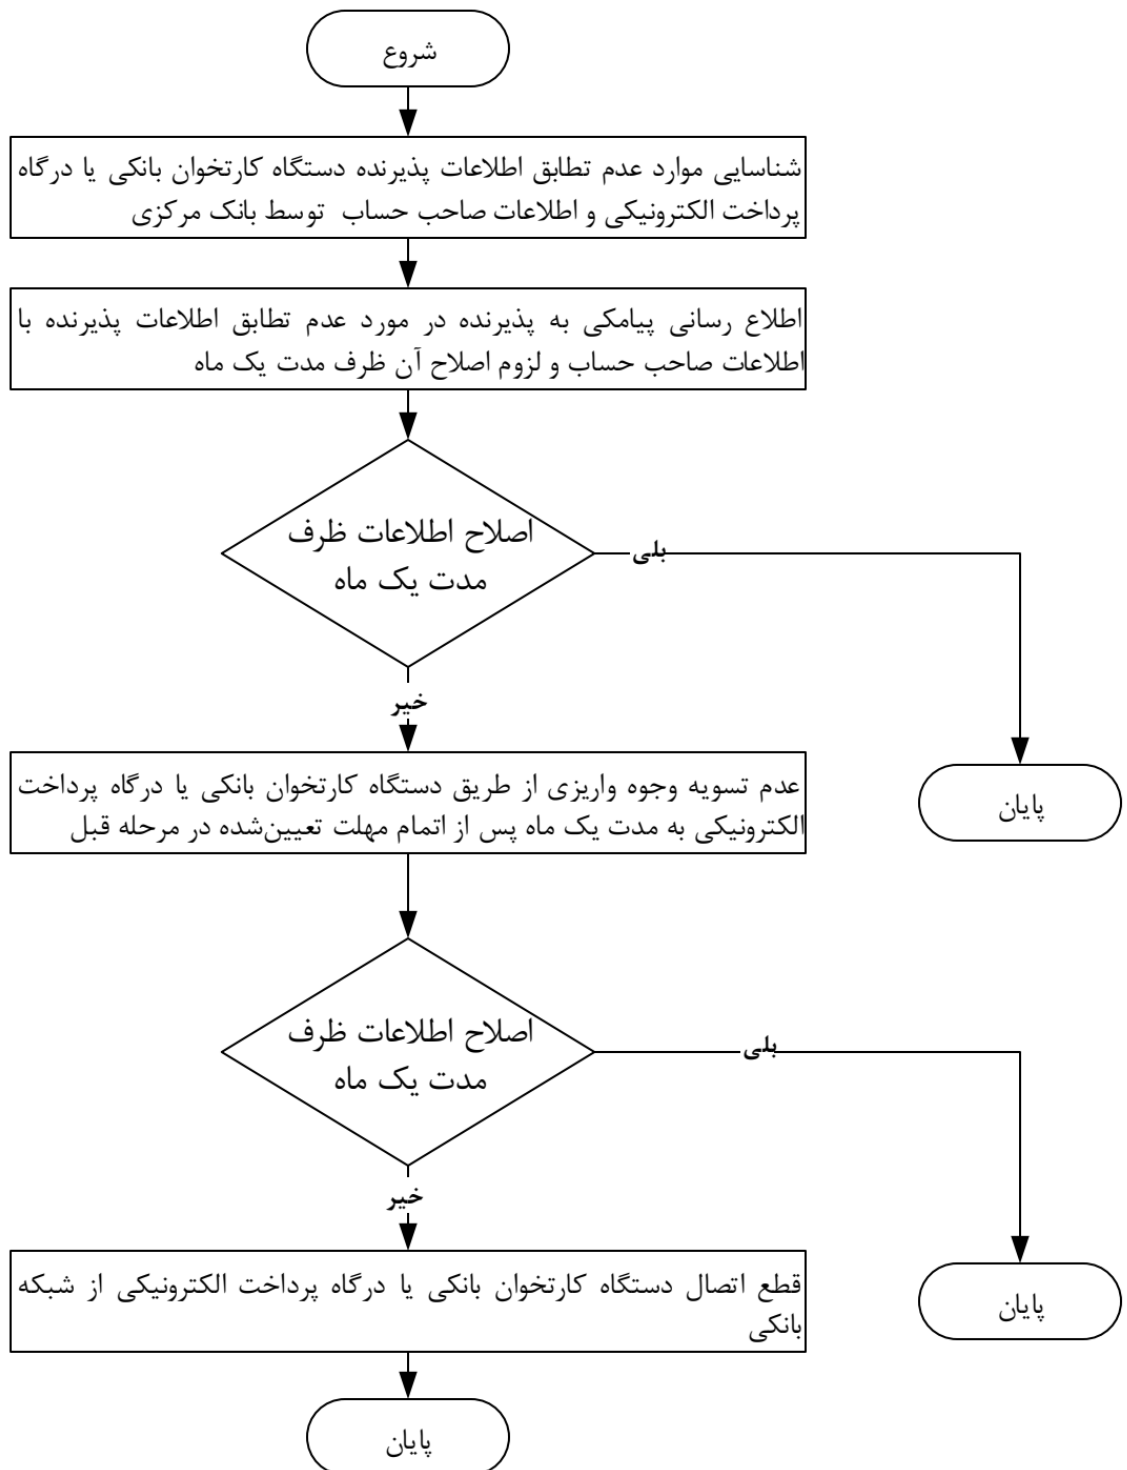 شروع
شناسایی موارد عدم تطابق اطلاعات پذیرنده دستگاه کارتخوان بانکی یا درگاه
پرداخت الکترونیکی و اطلاعات صاحب حساب توسط بانک مرکزی
اطلاع رسانی پیامکی به پذیرنده در مورد عدم تطابق اطلاعات پذیرنده با
اطلاعات صاحب حساب و لزوم اصلاح آن ظرف مدت یک ماه
اصلاح اطلاعات ظرف
مدت یک ماه
بلی
خیر
عدم تسویه وجوه واریزی از طریق دستگاه کارتخوان بانکی یا درگاه پرداخت
الکترونیکی به مدت یک ماه پس از اتمام مهلت تعیین‌شده در مرحله قبل
پایان
اصلاح اطلاعات ظرف
مدت یک ماه
بلی
خیر
قطع اتصال دستگاه کارتخوان بانکی یا درگاه پرداخت الکترونیکی از شبکه
بانکی
پایان
پایان